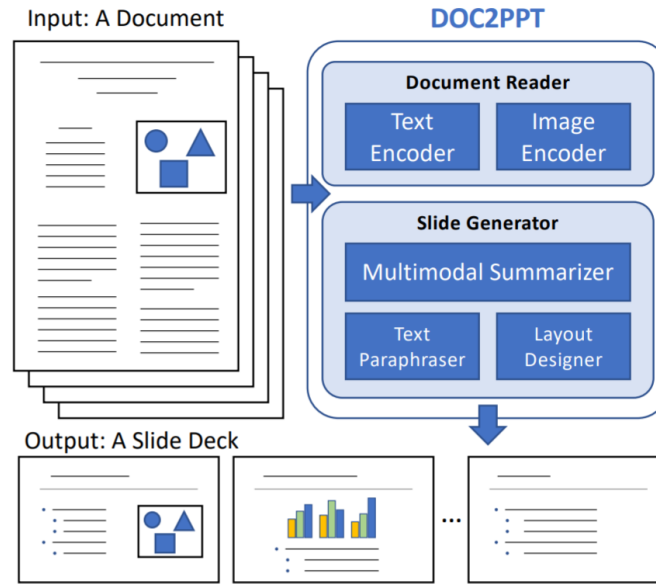 Input: A Document
DOC2PPT
Document Reader
Text
Encoder
Image
Encoder
Slide Generator
Multimodal Summarizer
Text
Paraphraser
Layout
Designer
Output: A Slide Deck
...